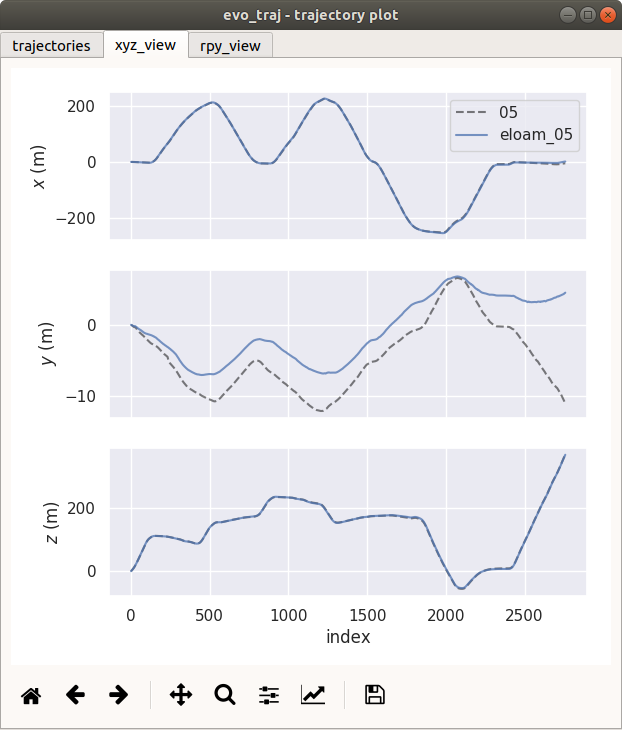 evo_traj - trajectory plot
trajectories xyz_view rpy_view
05
eloam_05
x (m)
200
0
−200
y (m)
0
−10
z (m)
200
0
0 500 1000 1500 2000 2500
index